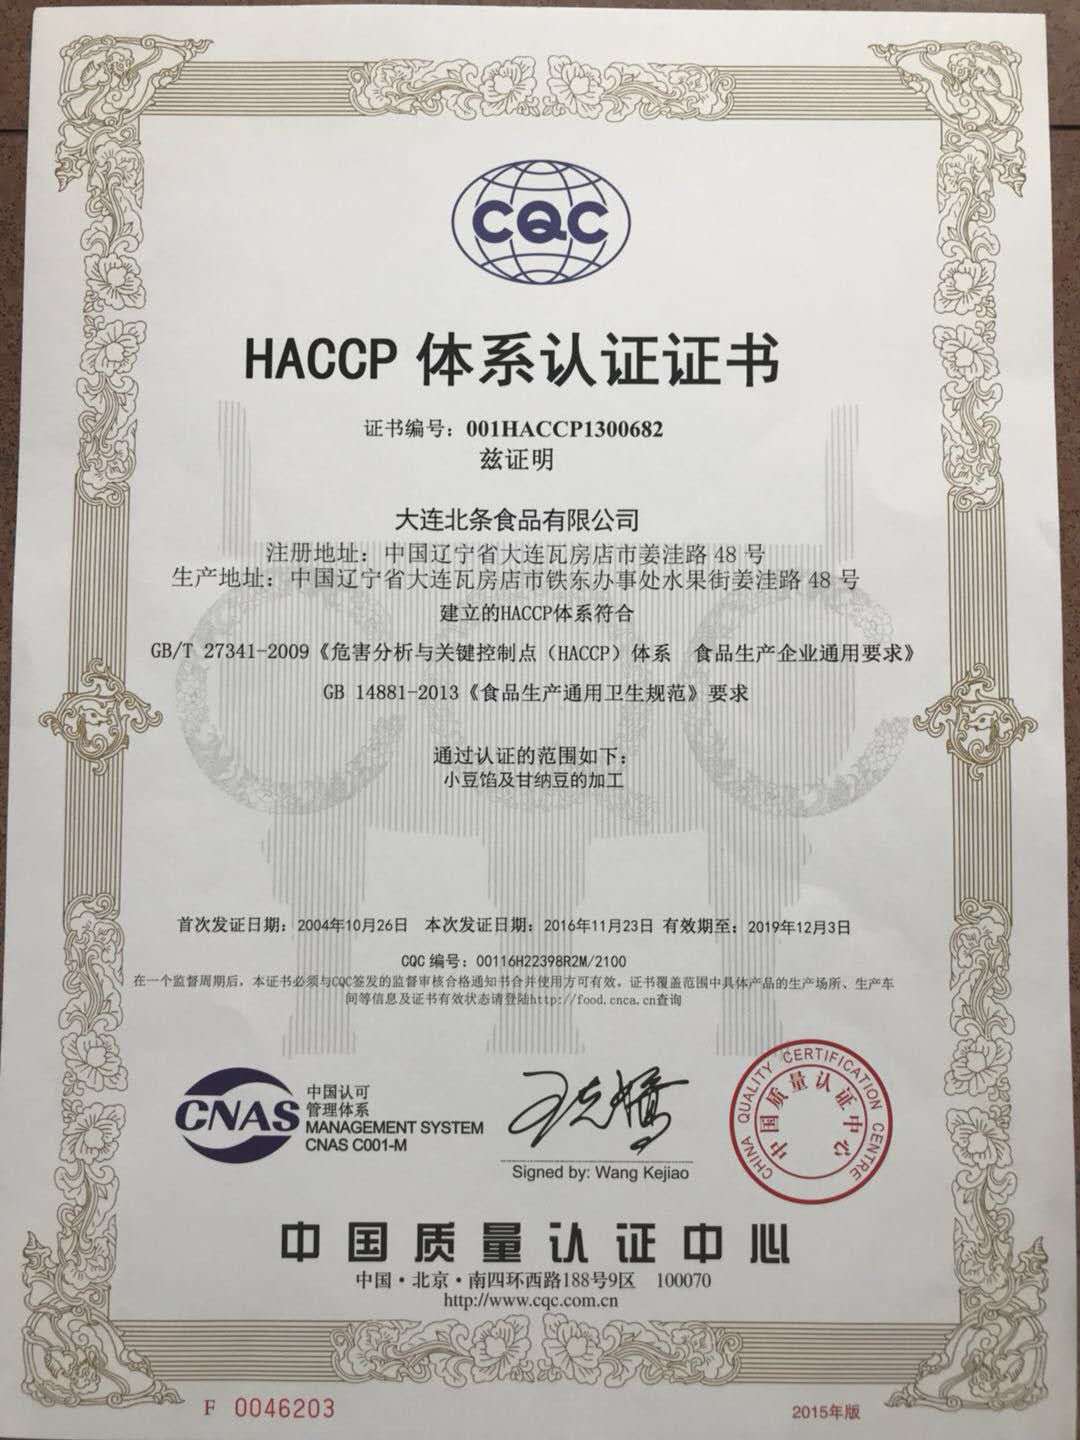 CQC
HACCP 体系认证证书
证书编号：001HACCP1300682
兹证明
大连北条食品有限公司
注册地址：中国辽宁省大连瓦房店市姜洼路 48 号
生产地址：中国辽宁省大连瓦房店市铁东办事处水果街姜洼路 48 号
建立的HACCP体系符合
GB/T 27341-2009《危害分析与关键控制点（HACCP）体系 食品生产企业通用要求》
GB 14881-2013《食品生产通用卫生规范》要求
通过认证的范围如下：
小豆馅及甘纳豆的加工
首次发证日期：2004年10月26日 本次发证日期：2016年11月23日 有效期至：2019年12月3日
CQC 编号：00116H22398R2M/2100
在一个监督周期后，本证书必须与CQC签发的监督审核合格通知书合并使用方可有效。证书覆盖范围中具体产品的生产场所、生产车
间等信息及证书有效状态请登陆http://food.cnca.cn查询
CNAS
中国认可
管理体系
MANAGEMENT SYSTEM
CNAS C001-M
Signed by: Wang Kejiao
CHINA QUALITY CERTIFICATION CENTRE
中国质量认证中心
中国质量认证中心
中国·北京·南四环西路188号9区 100070
http://www.cqc.com.cn
F 0046203
2015年版